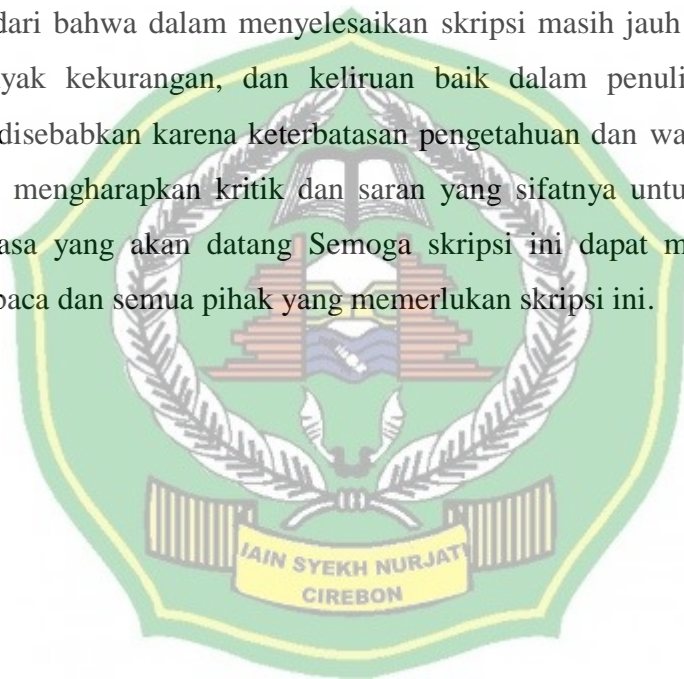 dari bahwa dalam menyelesaikan skripsi masih jauh
yak kekurangan, dan keliruan baik dalam penuli
disebabkan karena keterbatasan pengetahuan dan wa
mengharapkan kritik dan saran yang sifatnya untu
asa yang akan datang Semoga skripsi ini dapat m
paca dan semua pihak yang memerlukan skripsi ini.
IAIN SYEKH NURJATI
CIREBON